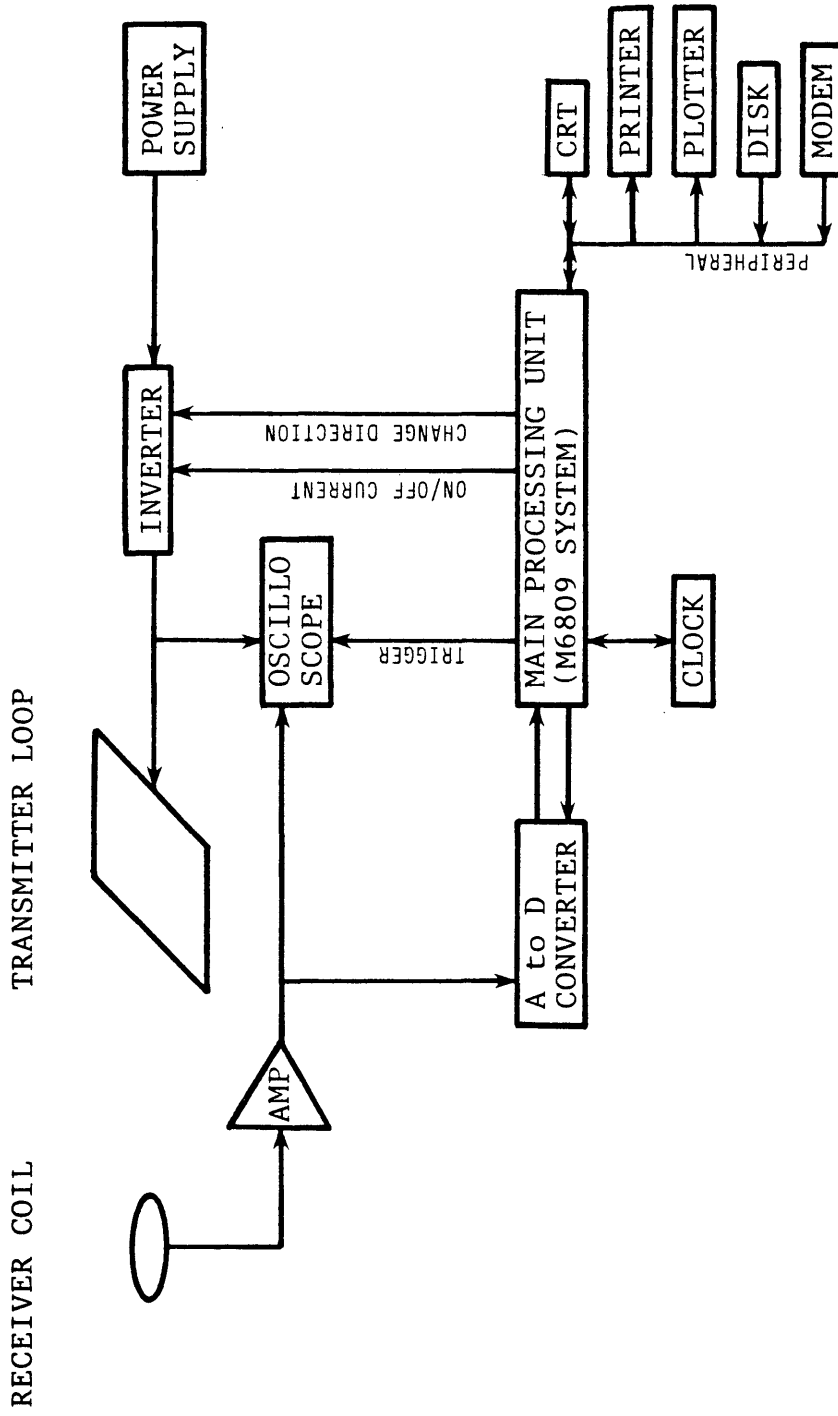 RECEIVER COIL
TRANSMITTER LOOP
POWER
SUPPLY
INVERTER
AMP
OSCILLO
SCOPE
TRIGGER
ON/OFF CURRENT
CHANGE DIRECTION
A to D
CONVERTER
MAIN PROCESSING UNIT
(M6809 SYSTEM)
CLOCK
PERIPHERAL
CRT
PRINTER
PLOTTER
DISK
MODEM